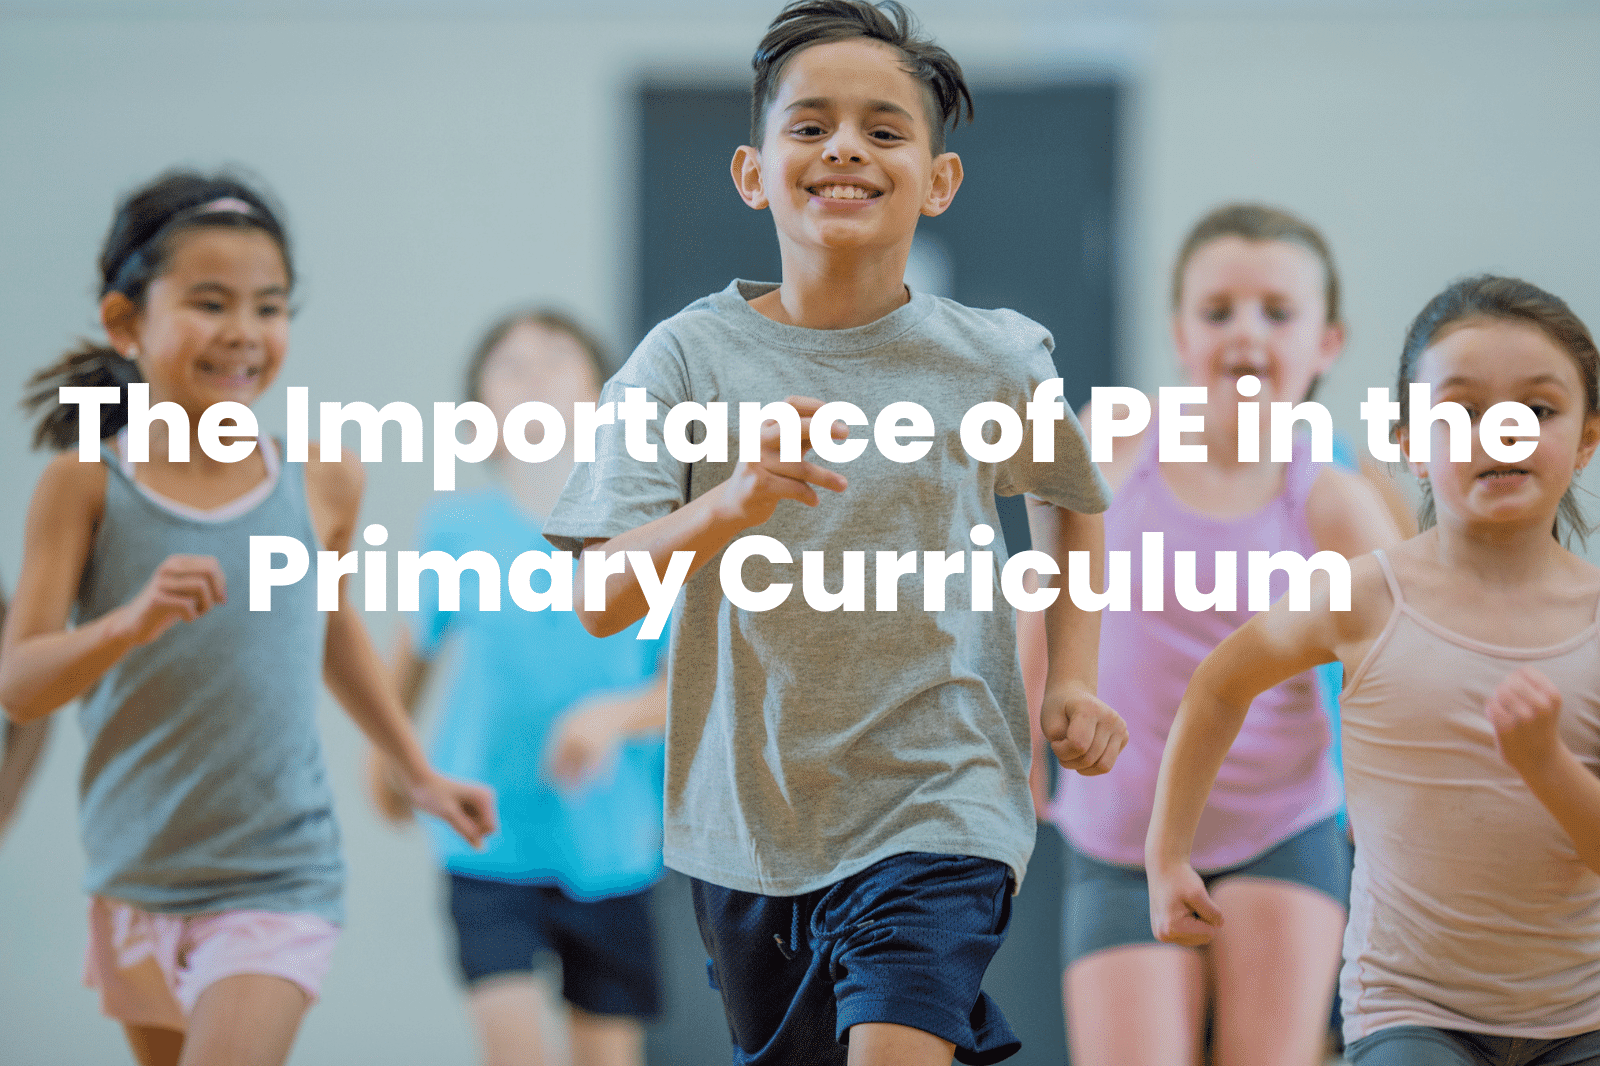 The Importance of PE in the
Primary Curriculum